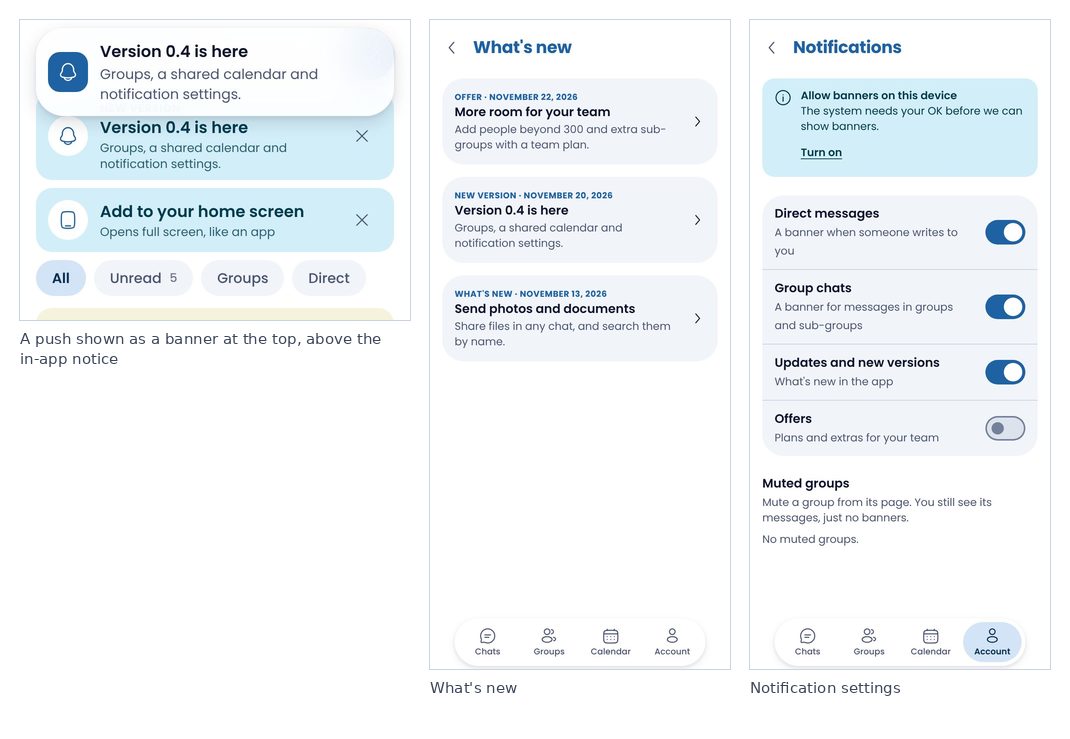 Version 0.4 is here
Groups, a shared calendar and
notification settings.
Version 0.4 is here
Groups, a shared calendar and
notification settings.
Add to your home screen
Opens full screen, like an app
All
Unread 5
Groups
Direct
A push shown as a banner at the top, above the
in-app notice
What's new
OFFER · NOVEMBER 22, 2026
More room for your team
Add people beyond 300 and extra sub-
groups with a team plan.
NEW VERSION · NOVEMBER 20, 2026
Version 0.4 is here
Groups, a shared calendar and
notification settings.
WHAT'S NEW · NOVEMBER 13, 2026
Send photos and documents
Share files in any chat, and search them
by name.
Chats
Groups
Calendar
Account
What's new
Notifications
Allow banners on this device
The system needs your OK before we can
show banners.
Turn on
Direct messages
A banner when someone writes to
you
Group chats
A banner for messages in groups
and sub-groups
Updates and new versions
What's new in the app
Offers
Plans and extras for your team
Muted groups
Mute a group from its page. You still see its
messages, just no banners.
No muted groups.
Chats
Groups
Calendar
Account
Notification settings